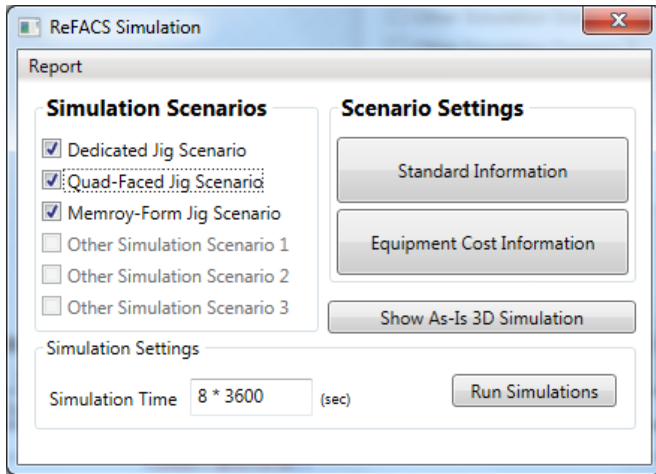 ReFACS Simulation
Report
Simulation Scenarios
Dedicated Jig Scenario
Quad-Faced Jig Scenario
Memroy-Form Jig Scenario
Other Simulation Scenario 1
Other Simulation Scenario 2
Other Simulation Scenario 3
Scenario Settings
Standard Information
Equipment Cost Information
Show As-Is 3D Simulation
Simulation Settings
Simulation Time 8 * 3600 (sec) Run Simulations